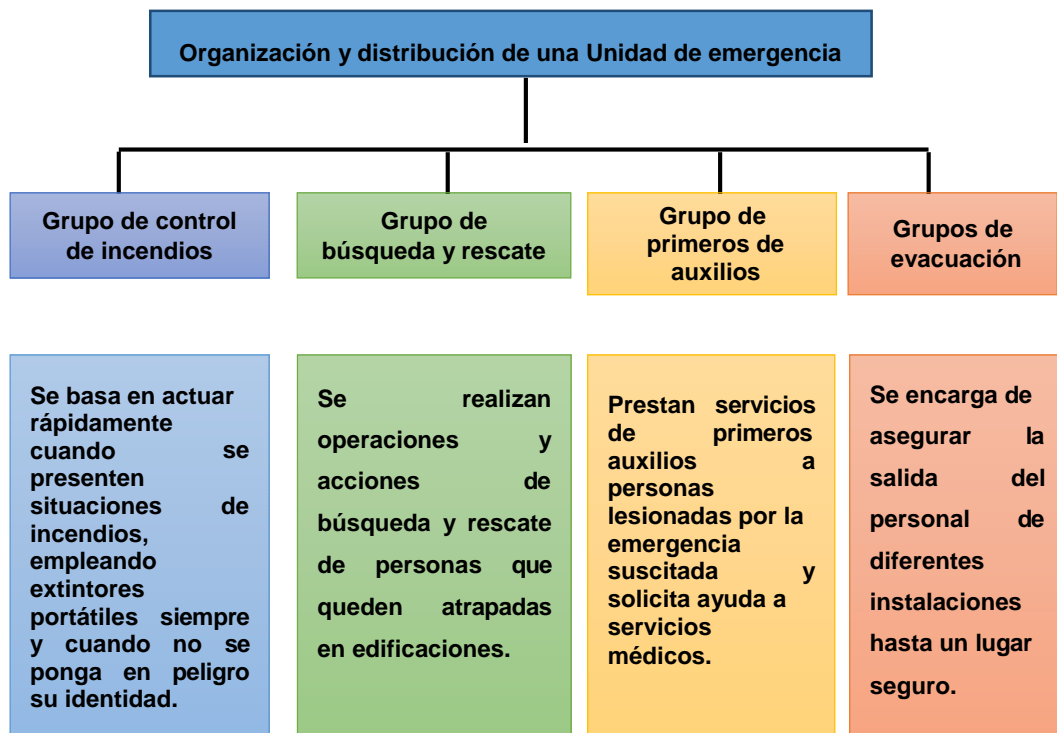 Organización y distribución de una Unidad de emergencia
Grupo de control
de incendios
Grupo de
búsqueda y rescate
Grupo de
primeros de
auxilios
Grupos de
evacuación
Se basa en actuar
rápidamente
cuando se
presenten
situaciones de
incendios,
empleando
extintores
portátiles siempre
y cuando no se
ponga en peligro
su identidad.
Se realizan
operaciones y
acciones de
búsqueda y rescate
de personas que
queden atrapadas
en edificaciones.
Prestan servicios
de primeros
auxilios a
personas
lesionadas por la
emergencia
suscitada y
solicita ayuda a
servicios
médicos.
Se encarga de
asegurar la
salida del
personal de
diferentes
instalaciones
hasta un lugar
seguro.